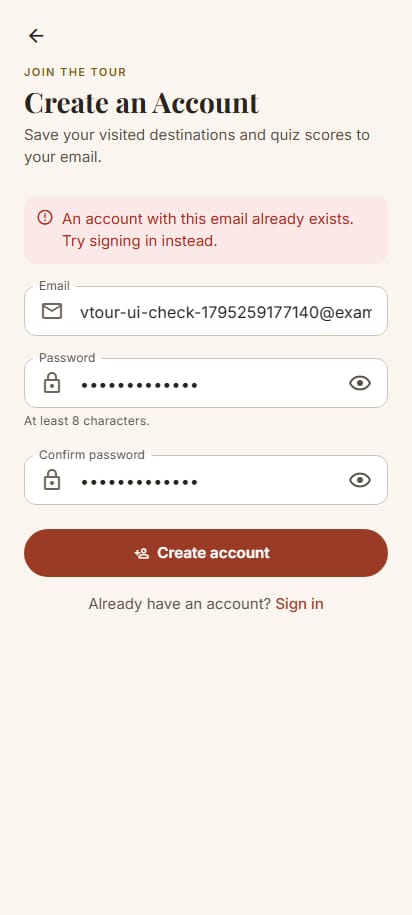 JOIN THE TOUR
Create an Account
Save your visited destinations and quiz scores to
your email.
An account with this email already exists.
Try signing in instead.
Email
vtour-ui-check-1795259177140@exam
Password
•••••••••••••
At least 8 characters.
Confirm password
•••••••••••••
Create account
Already have an account? Sign in